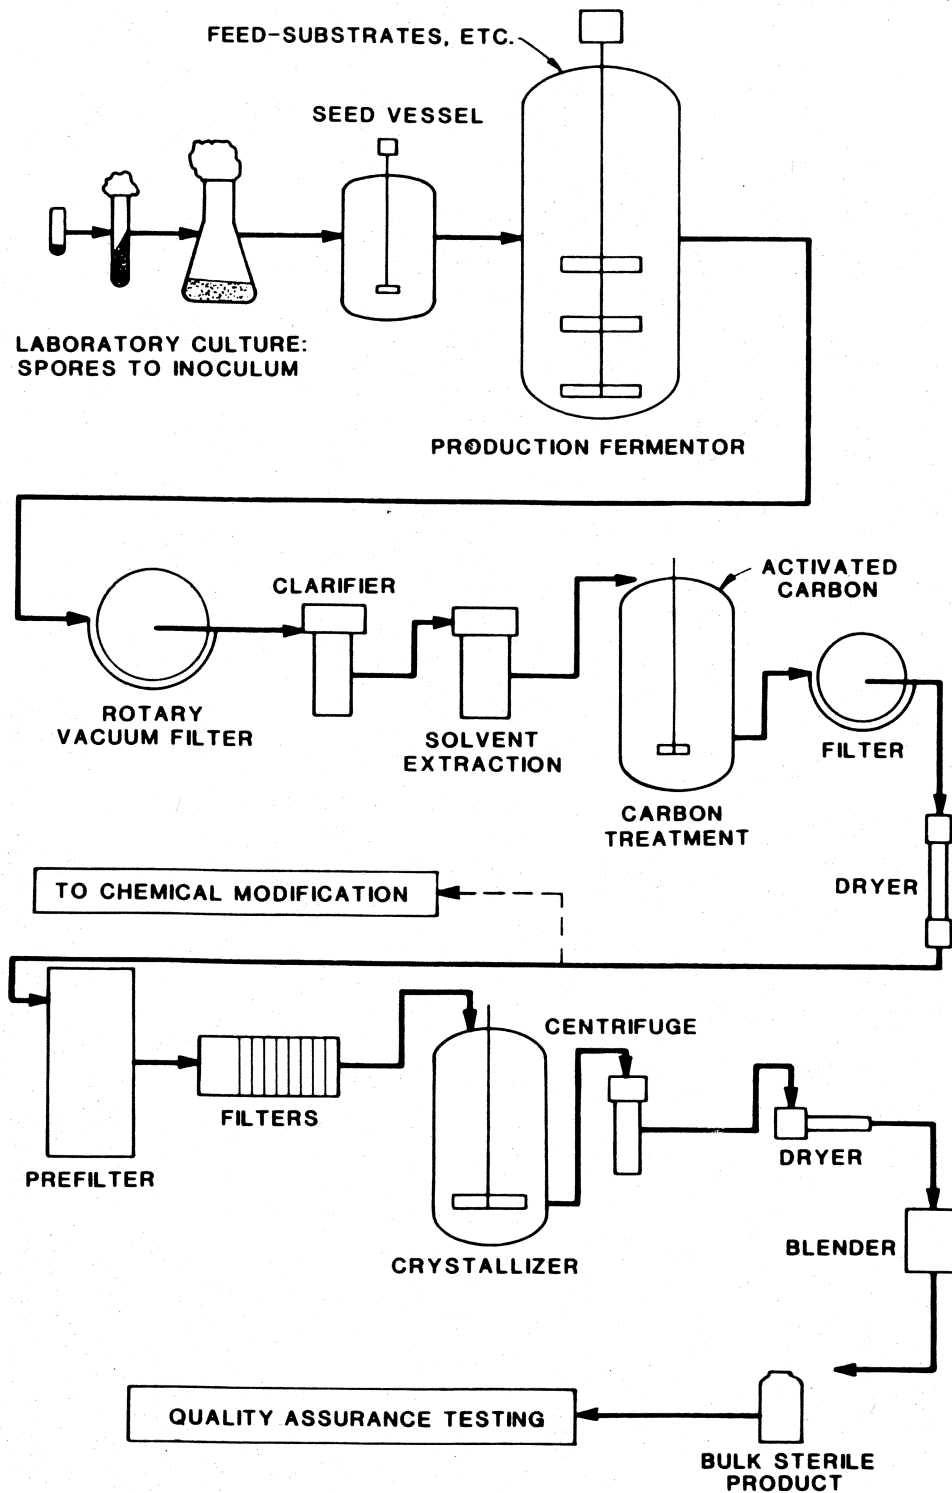 FEED-SUBSTRATES, ETC.
SEED VESSEL
LABORATORY CULTURE:
SPORES TO INOCULUM
PRODUCTION FERMENTOR
CLARIFIER
ACTIVATED
CARBON
ROTARY
VACUUM FILTER
SOLVENT
EXTRACTION
FILTER
CARBON
TREATMENT
DRYER
TO CHEMICAL MODIFICATION
CENTRIFUGE
FILTERS
PREFILTER
DRYER
BLENDER
CRYSTALLIZER
QUALITY ASSURANCE TESTING
BULK STERILE
PRODUCT